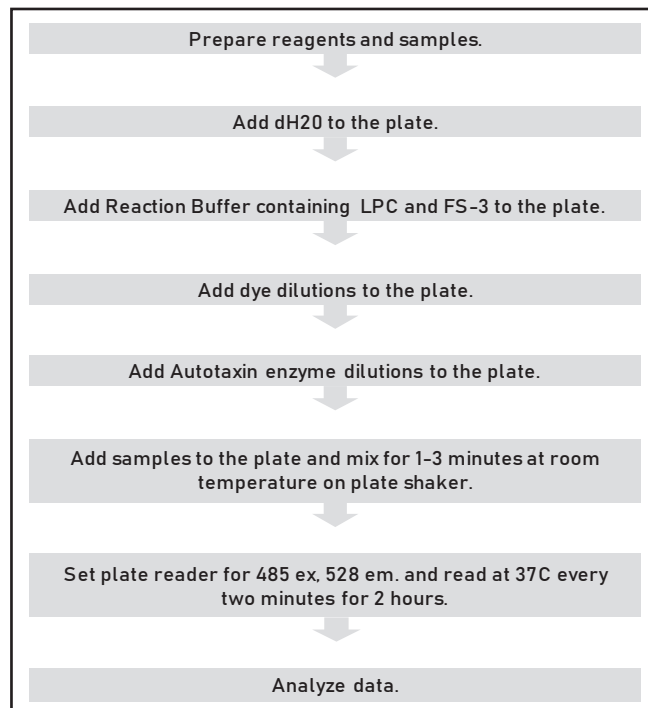 Prepare reagents and samples.
Add dH20 to the plate.
Add Reaction Buffer containing LPC and FS-3 to the plate.
Add dye dilutions to the plate.
Add Autotaxin enzyme dilutions to the plate.
Add samples to the plate and mix for 1-3 minutes at room
temperature on plate shaker.
Set plate reader for 485 ex, 528 em. and read at 37C every
two minutes for 2 hours.
Analyze data.